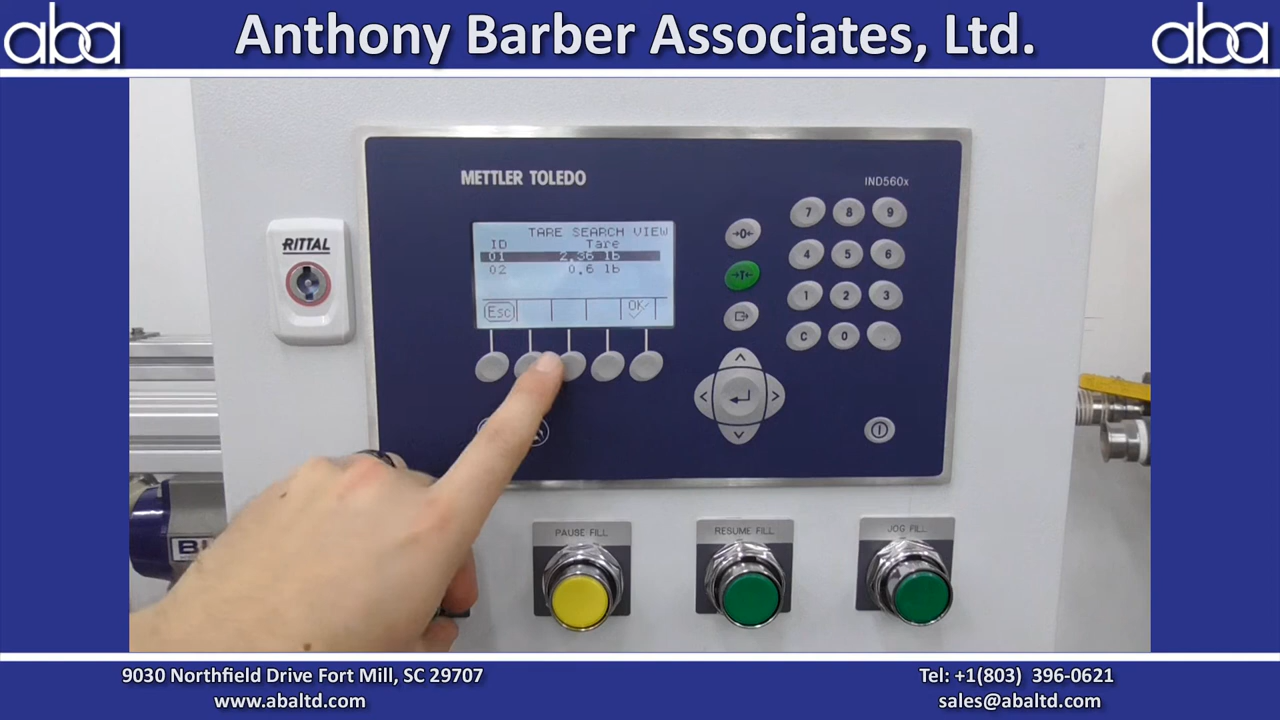 aba
Anthony Barber Associates, Ltd.
aba
METTLER TOLEDO
IND560x
RITTAL
TARE SEARCH VIEW
ID Tare
01 2.36 lb
02 0.6 lb
Esc
OK
→0←
→T←
7 8 9
4 5 6
1 2 3
C 0 .
PAUSE FILL
RESUME FILL
JOG FILL
9030 Northfield Drive Fort Mill, SC 29707
www.abaltd.com
Tel: +1(803) 396-0621
sales@abaltd.com